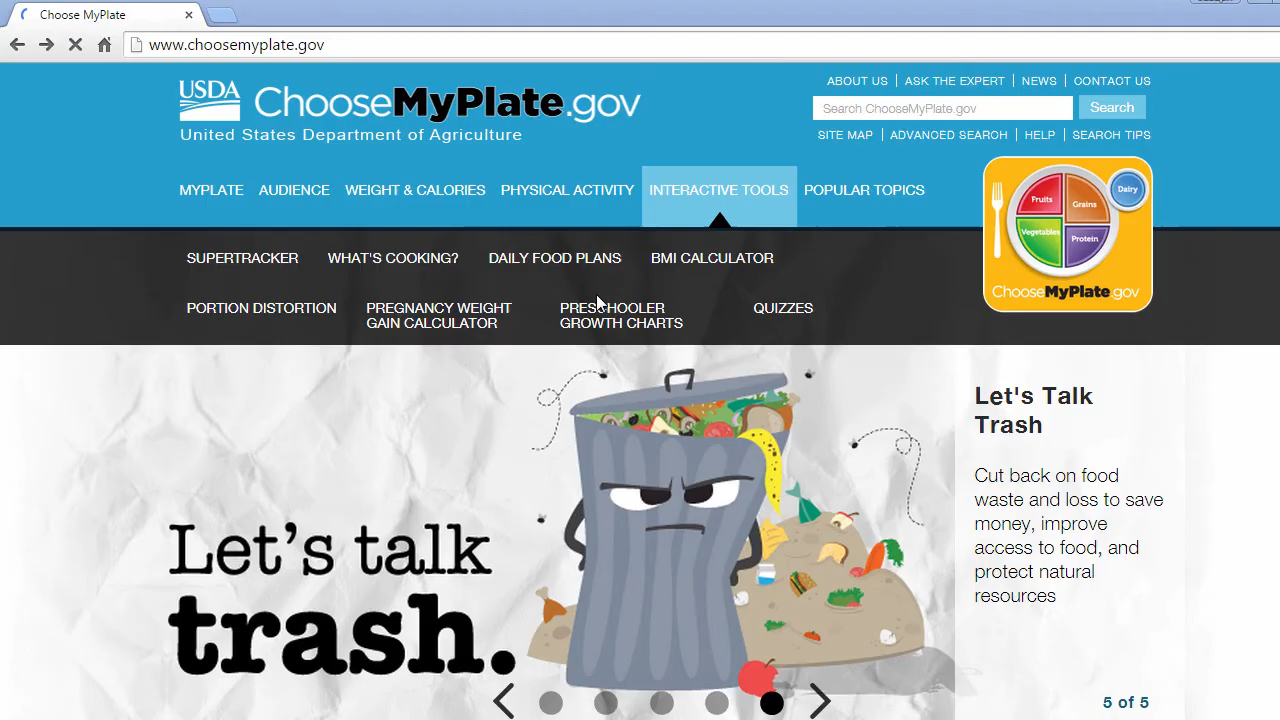 Choose MyPlate
www.choosemyplate.gov
USDA
ChooseMyPlate.gov
United States Department of Agriculture
ABOUT US
ASK THE EXPERT
NEWS
CONTACT US
Search ChooseMyPlate.gov
Search
SITE MAP
ADVANCED SEARCH
HELP
SEARCH TIPS
MYPLATE
AUDIENCE
WEIGHT & CALORIES
PHYSICAL ACTIVITY
INTERACTIVE TOOLS
POPULAR TOPICS
Dairy
Fruits
Grains
Vegetables
Protein
ChooseMyPlate.gov
SUPERTRACKER
WHAT'S COOKING?
DAILY FOOD PLANS
BMI CALCULATOR
PORTION DISTORTION
PREGNANCY WEIGHT
GAIN CALCULATOR
PRESCHOOLER
GROWTH CHARTS
QUIZZES
Let's talk
trash.
Let's Talk
Trash
Cut back on food
waste and loss to save
money, improve
access to food, and
protect natural
resources
5 of 5